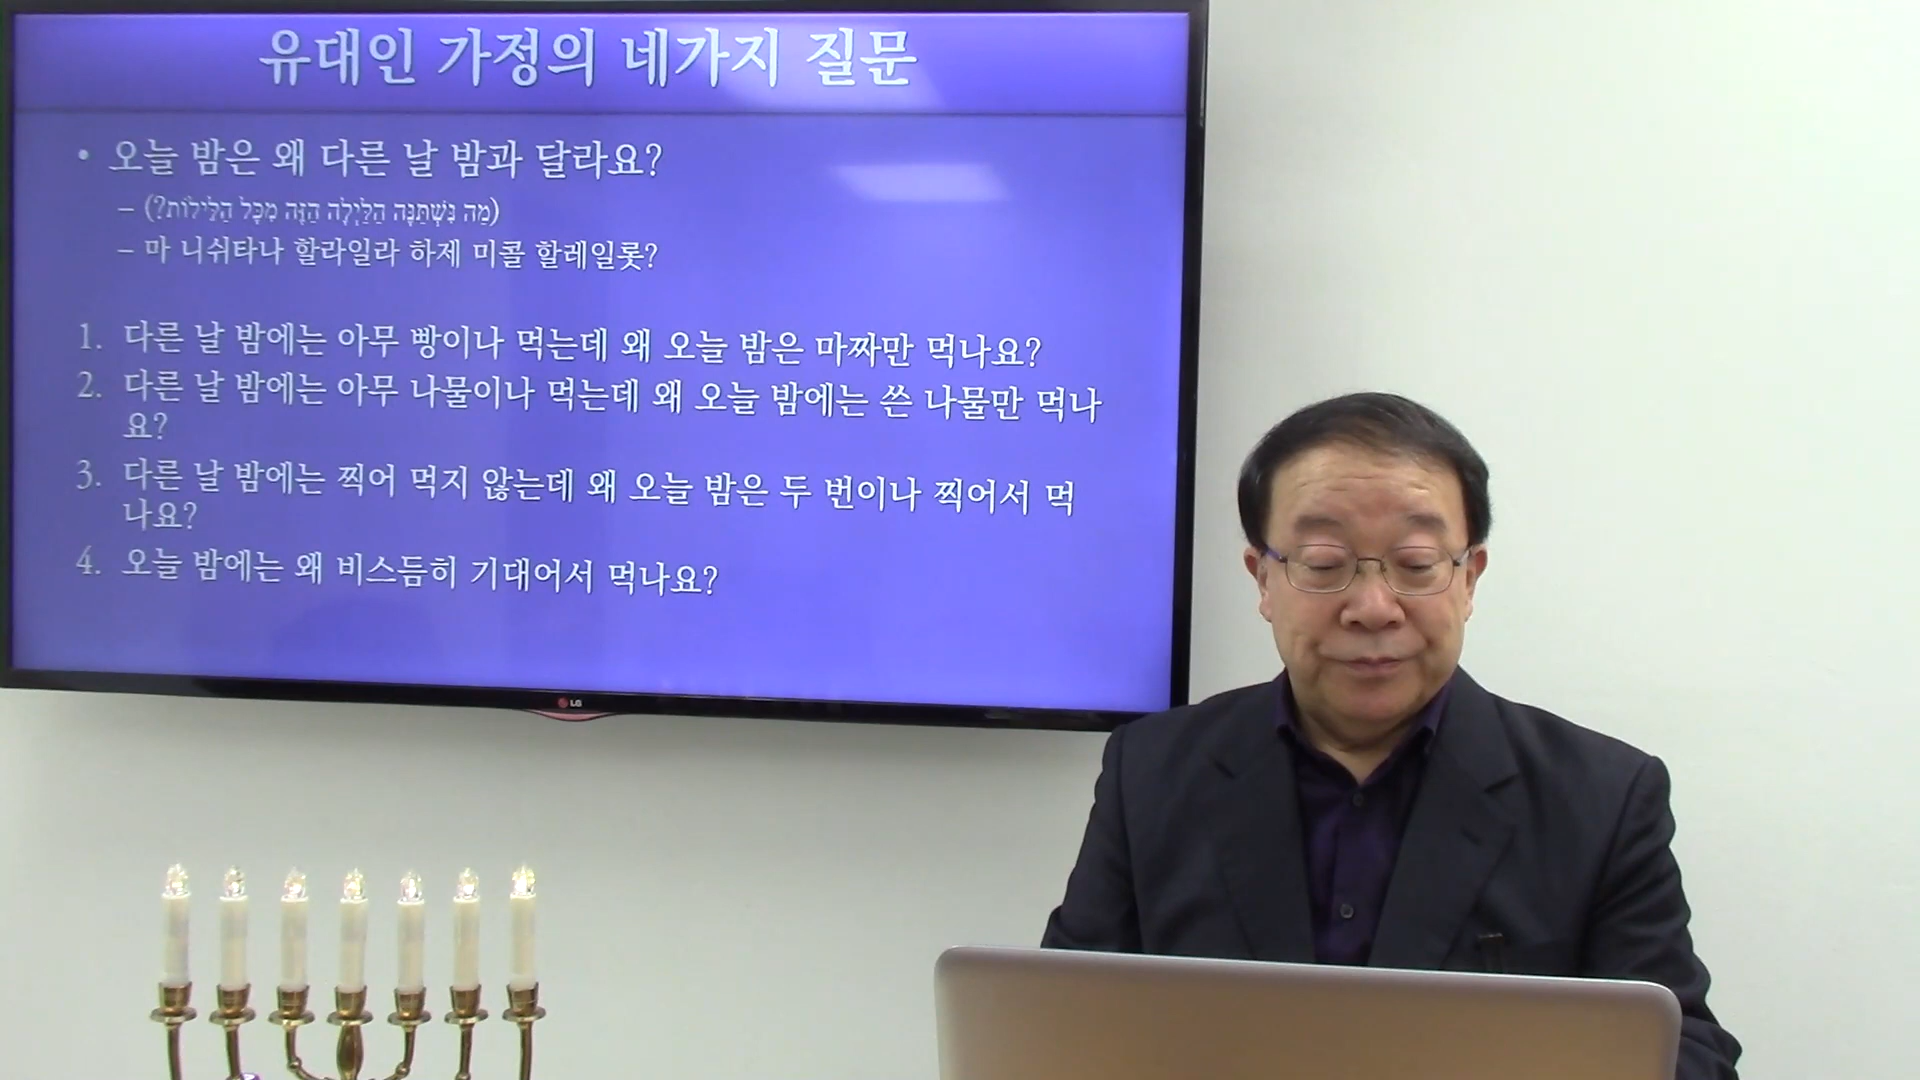 유대인 가정의 네가지 질문
• 오늘 밤은 왜 다른 날 밤과 달라요?
– (מַה נִּשְׁתַּנָּה הַלַּיְלָה הַזֶּה מִכָּל הַלֵּילוֹת?)
– 마 니쉬타나 할라일라 하제 미콜 할레일롯?
1. 다른 날 밤에는 아무 빵이나 먹는데 왜 오늘 밤은 마짜만 먹나요?
2. 다른 날 밤에는 아무 나물이나 먹는데 왜 오늘 밤에는 쓴 나물만 먹나
요?
3. 다른 날 밤에는 찍어 먹지 않는데 왜 오늘 밤은 두 번이나 찍어서 먹
나요?
4. 오늘 밤에는 왜 비스듬히 기대어서 먹나요?
LG